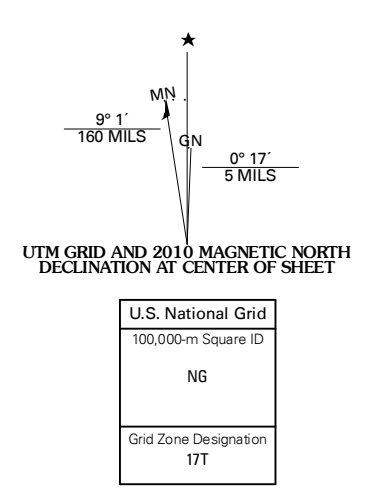 ★
MN
9° 1´
160 MILS
GN
0° 17´
5 MILS
UTM GRID AND 2010 MAGNETIC NORTH
DECLINATION AT CENTER OF SHEET
U.S. National Grid
100,000-m Square ID
NG
Grid Zone Designation
17T